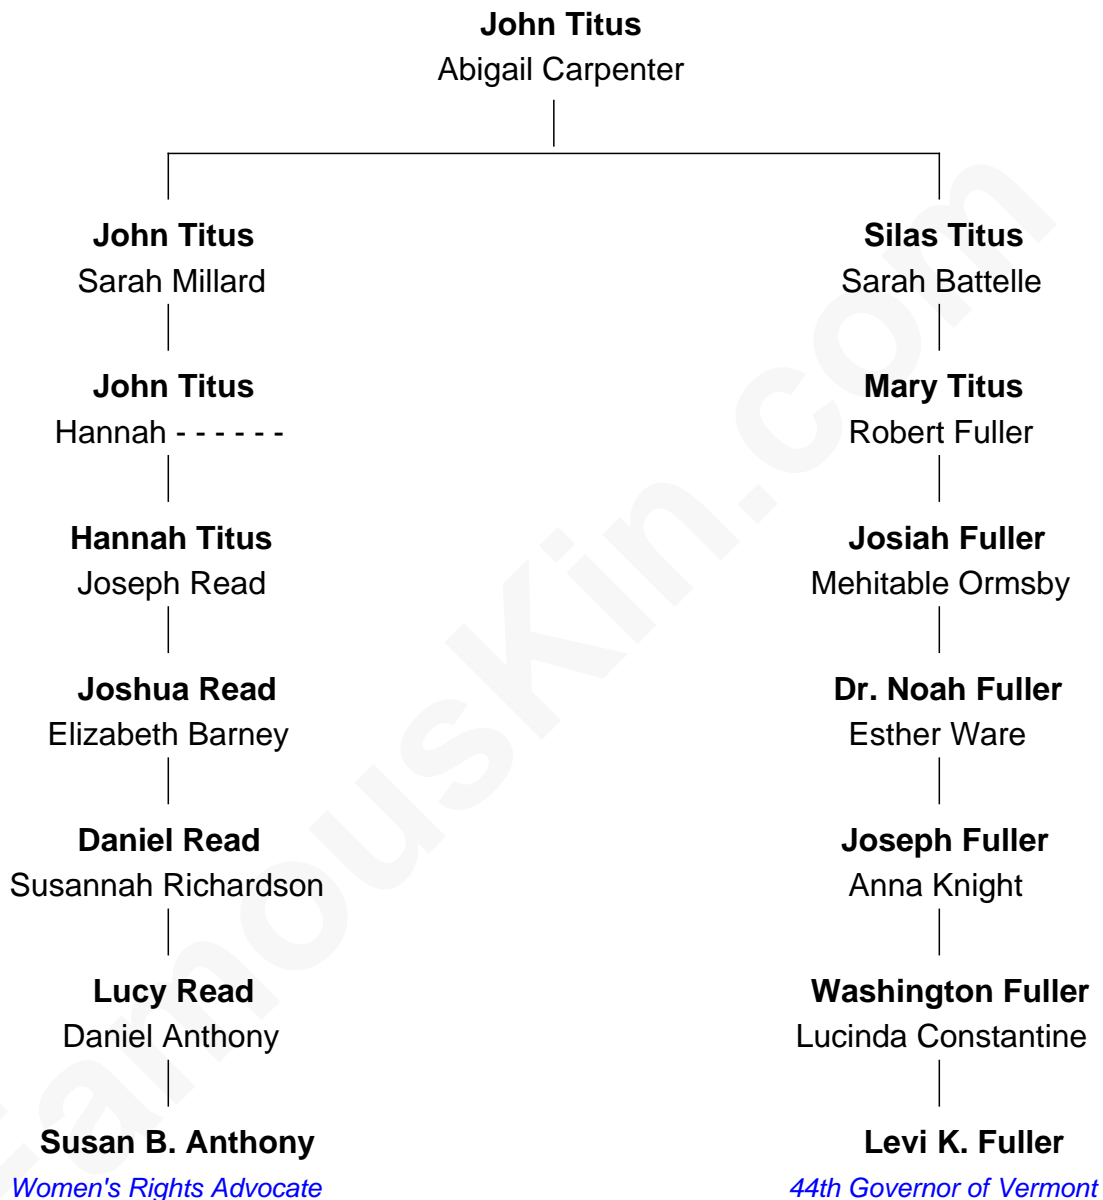 John Titus
Abigail Carpenter
John Titus
Sarah Millard
Silas Titus
Sarah Battelle
John Titus
Hannah - - - - - -
Mary Titus
Robert Fuller
Hannah Titus
Joseph Read
Josiah Fuller
Mehitable Ormsby
Joshua Read
Elizabeth Barney
Dr. Noah Fuller
Esther Ware
Daniel Read
Susannah Richardson
Joseph Fuller
Anna Knight
Lucy Read
Daniel Anthony
Washington Fuller
Lucinda Constantine
Susan B. Anthony
Women's Rights Advocate
Levi K. Fuller
44th Governor of Vermont
FamousKin.com